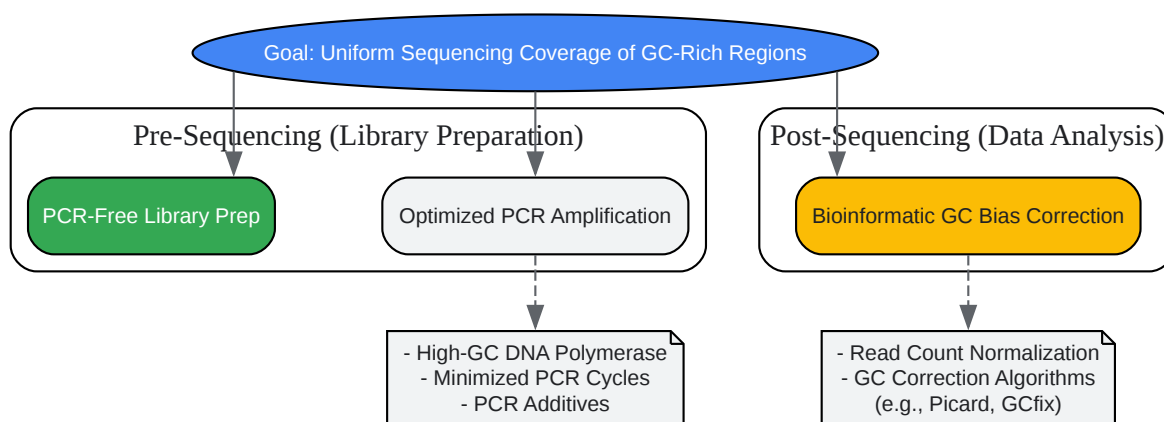 Goal: Uniform Sequencing Coverage of GC-Rich Regions
Pre-Sequencing (Library Preparation)
Post-Sequencing (Data Analysis)
PCR-Free Library Prep
Optimized PCR Amplification
Bioinformatic GC Bias Correction
- High-GC DNA Polymerase
- Minimized PCR Cycles
- PCR Additives
- Read Count Normalization
- GC Correction Algorithms
(e.g., Picard, GCfix)